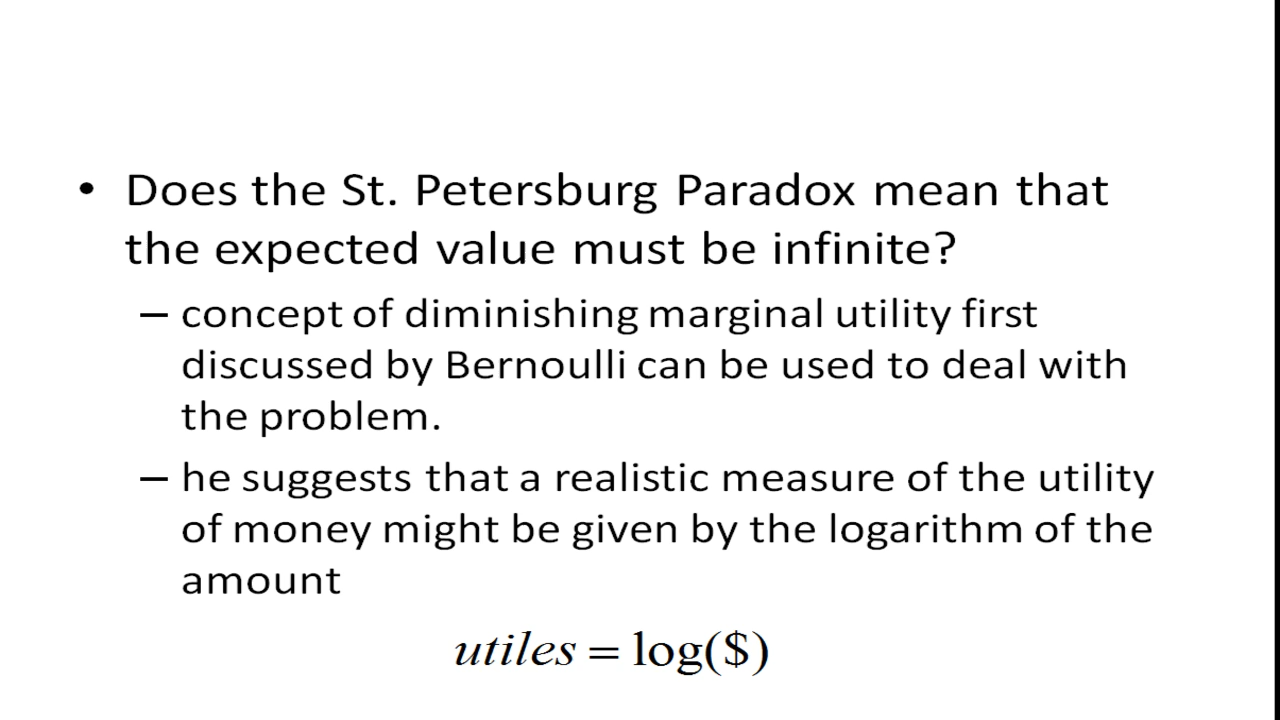 • Does the St. Petersburg Paradox mean that
the expected value must be infinite?
– concept of diminishing marginal utility first
discussed by Bernoulli can be used to deal with
the problem.
– he suggests that a realistic measure of the utility
of money might be given by the logarithm of the
amount
utiles = log($)